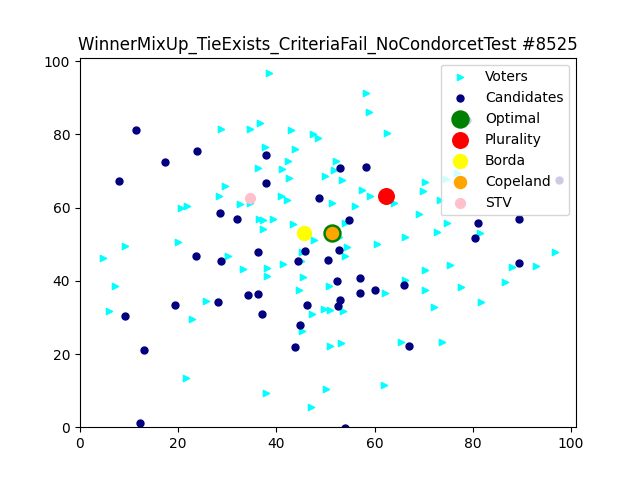 WinnerMixUp_TieExists_CriteriaFail_NoCondorcetTest #8525
100
80
60
40
20
0
0
20
40
60
80
100
Voters
Candidates
Optimal
Plurality
Borda
Copeland
STV